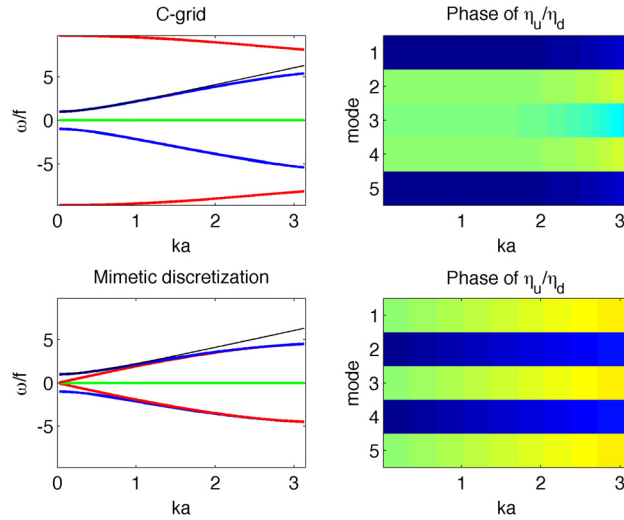 C-grid
ω/f
5
0
-5
0 1 2 3
ka
Phase of η_u/η_d
mode
1
2
3
4
5
1 2 3
ka
Mimetic discretization
ω/f
5
0
-5
0 1 2 3
ka
Phase of η_u/η_d
mode
1
2
3
4
5
1 2 3
ka